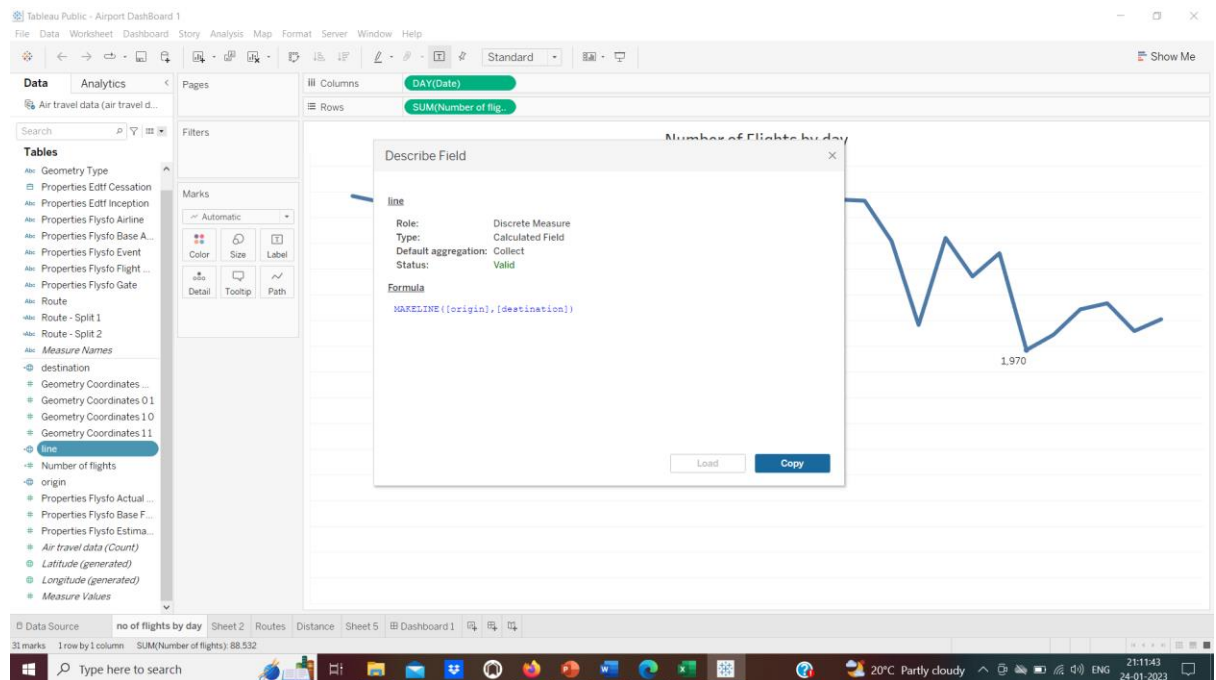 Tableau Public - Airport DashBoard 1
File Data Worksheet Dashboard Story Analysis Map Format Server Window Help
Standard
Show Me
Data Analytics
Pages
Columns
DAY(Date)
Air travel data (air travel d...
Rows
SUM(Number of flig..
Search
Filters
Number of Flights by day
Tables
Abc Geometry Type
Properties Edtf Cessation
Abc Properties Edtf Inception
Abc Properties Flysfo Airline
Abc Properties Flysfo Base A...
Abc Properties Flysfo Event
Abc Properties Flysfo Flight ...
Abc Properties Flysfo Gate
Abc Route
Abc Route - Split 1
Abc Route - Split 2
Abc Measure Names
destination
# Geometry Coordinates ...
# Geometry Coordinates 0 1
# Geometry Coordinates 1 0
# Geometry Coordinates 1 1
line
Number of flights
origin
# Properties Flysfo Actual ...
# Properties Flysfo Base F...
# Properties Flysfo Estima...
# Air travel data (Count)
Latitude (generated)
Longitude (generated)
# Measure Values
Marks
Automatic
Color Size Label
Detail Tooltip Path
Describe Field
line
Role: Discrete Measure
Type: Calculated Field
Default aggregation: Collect
Status: Valid
Formula
MAKELINE([origin],[destination])
Load Copy
1,970
Data Source no of flights by day Sheet 2 Routes Distance Sheet 5 Dashboard 1
31 marks 1 row by 1 column SUM(Number of flights): 88,532
Type here to search
20°C Partly cloudy ENG
21:11:43
24-01-2023